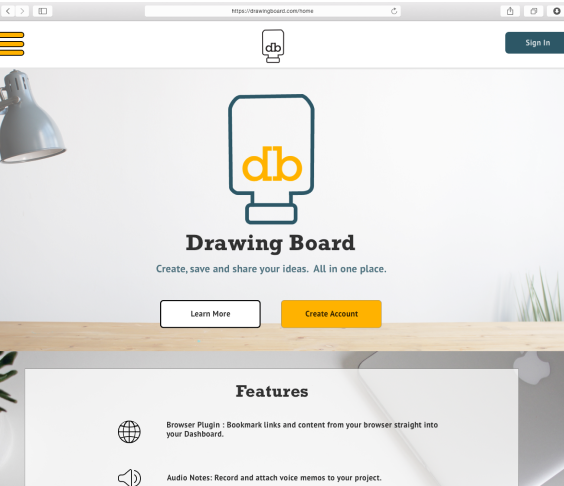 https://drawingboard.com/home
db
Sign In
db
Drawing Board
Create, save and share your ideas. All in one place.
Learn More
Create Account
Features
Browser Plugin : Bookmark links and content from your browser straight into
your Dashboard.
Audio Notes: Record and attach voice memos to your project.